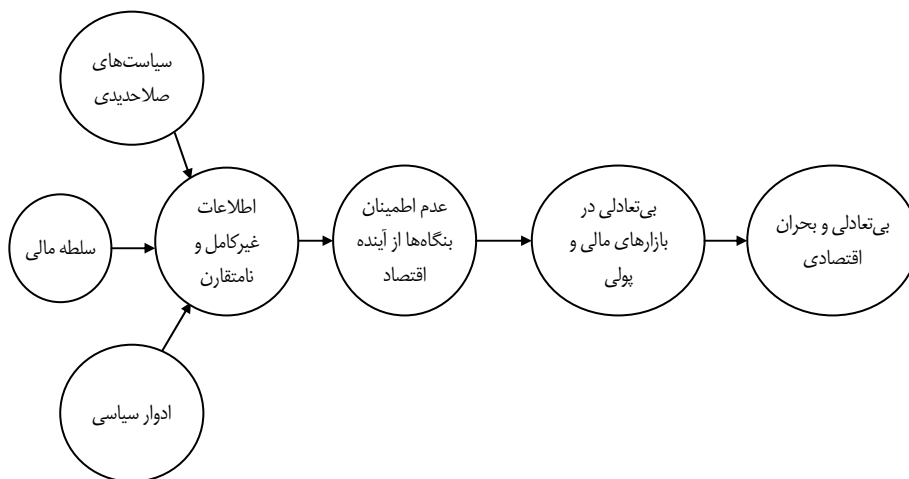 سیاست‌های
صلاحدیدی
سلطه مالی
ادوار سیاسی
اطلاعات
غیرکامل و
نامتقارن
عدم اطمینان
بنگاه‌ها از آینده
اقتصاد
بی‌تعادلی در
بازارهای مالی و
پولی
بی‌تعادلی و بحران
اقتصادی